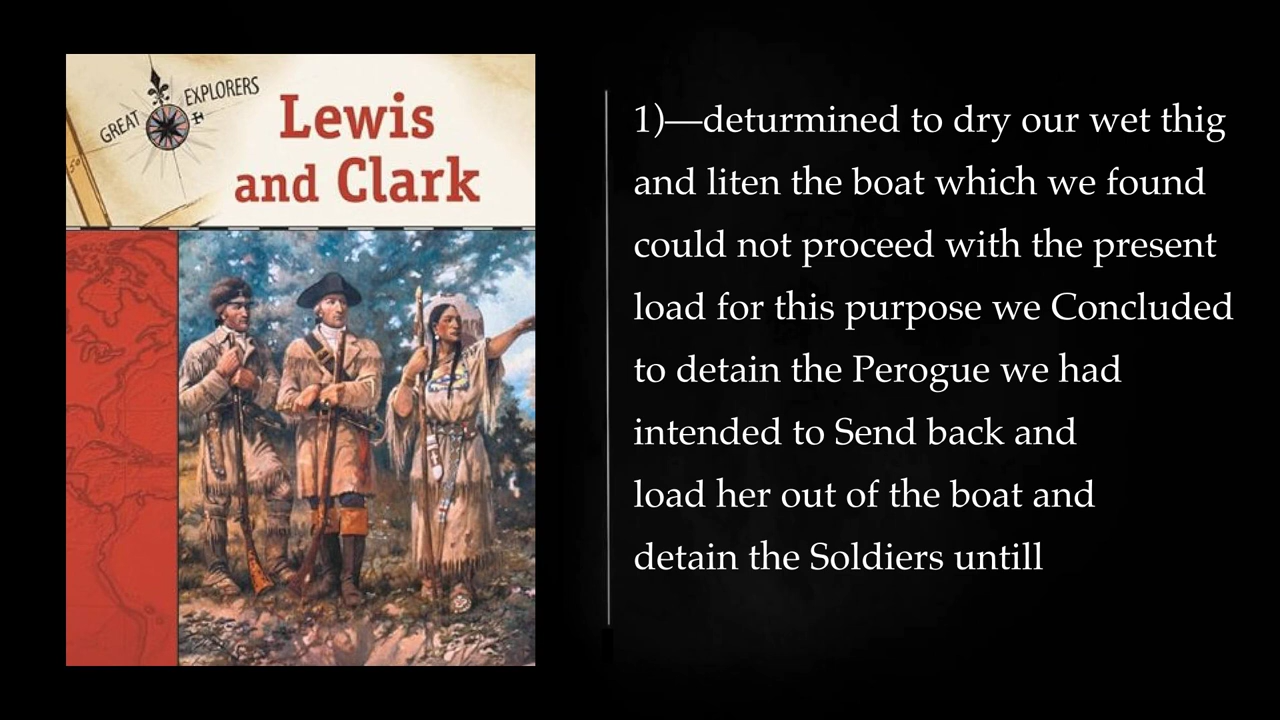 GREAT EXPLORERS
Lewis
and Clark
50
1)—deturmined to dry our wet thig
and liten the boat which we found
could not proceed with the present
load for this purpose we Concluded
to detain the Perogue we had
intended to Send back and
load her out of the boat and
detain the Soldiers untill